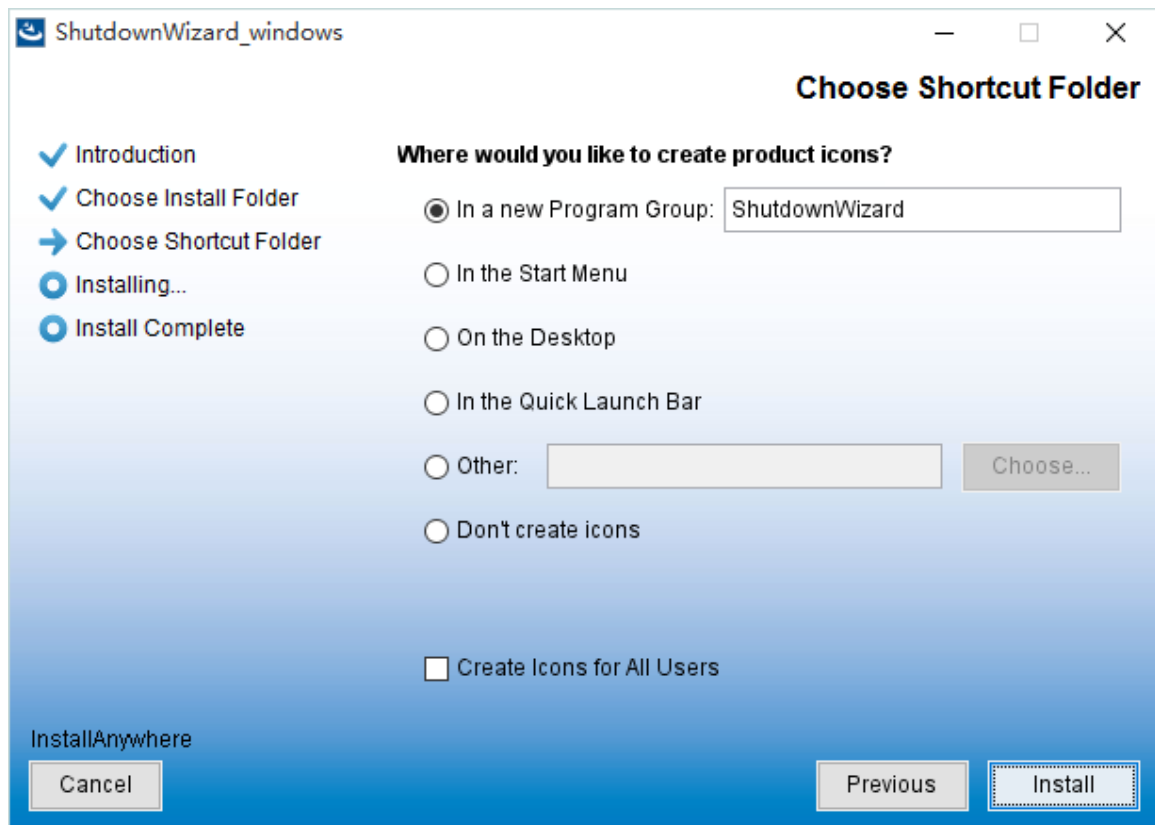 ShutdownWizard_windows
Choose Shortcut Folder
Introduction
Choose Install Folder
Choose Shortcut Folder
Installing...
Install Complete
Where would you like to create product icons?
In a new Program Group: ShutdownWizard
In the Start Menu
On the Desktop
In the Quick Launch Bar
Other: Choose...
Don't create icons
Create Icons for All Users
InstallAnywhere
Cancel Previous Install